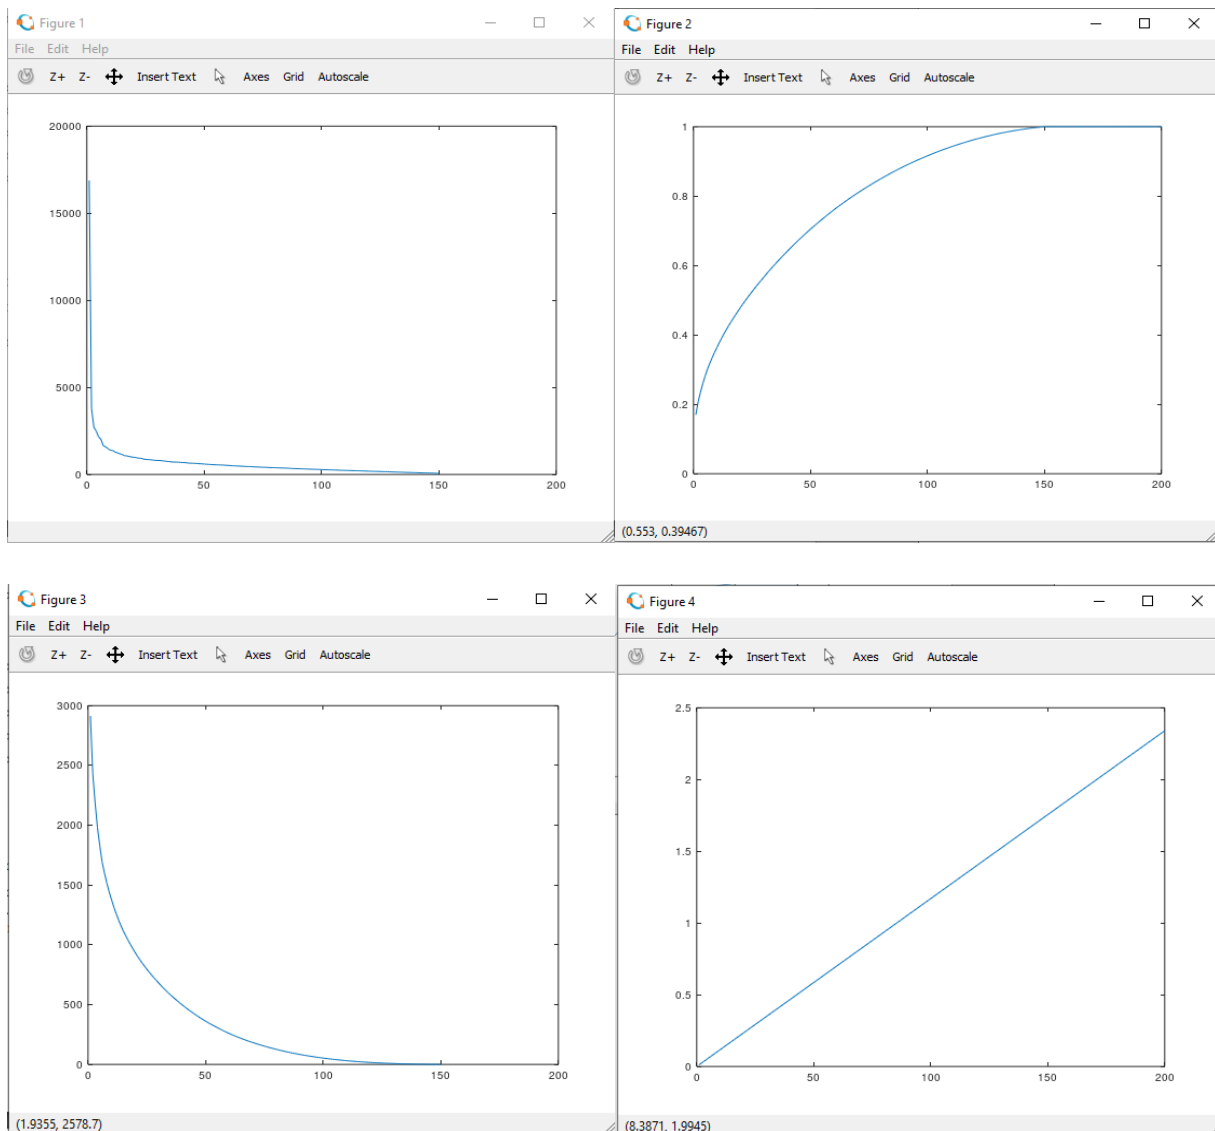 Figure 1
File Edit Help
Z+ Z- Insert Text Axes Grid Autoscale
20000
15000
10000
5000
0
0 50 100 150 200
Figure 2
File Edit Help
Z+ Z- Insert Text Axes Grid Autoscale
1
0.8
0.6
0.4
0.2
0
0 50 100 150 200
(0.553, 0.39467)
Figure 3
File Edit Help
Z+ Z- Insert Text Axes Grid Autoscale
3000
2500
2000
1500
1000
500
0
0 50 100 150 200
(1.9355, 2578.7)
Figure 4
File Edit Help
Z+ Z- Insert Text Axes Grid Autoscale
2.5
2
1.5
1
0.5
0
0 50 100 150 200
(8.3871, 1.9945)